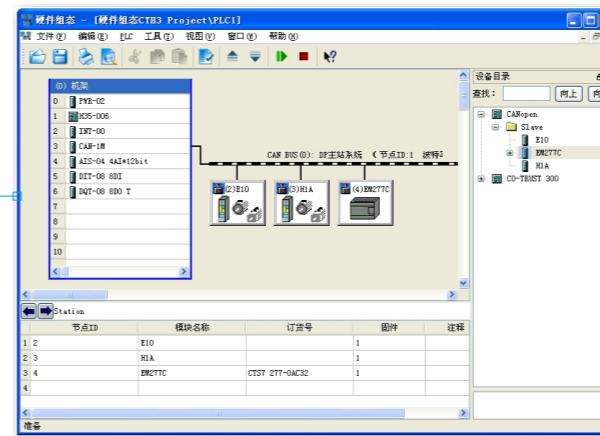 硬件组态 - [硬件组态CTH3 Project\PLC1]
文件(F) 编辑(E) PLC 工具(T) 视图(V) 窗口(W) 帮助(H)
(0) 机架
0 PWR-02
1 H35-006
2 INT-00
3 CAN-1M
4 AIS-04 4AI*12bit
5 DIT-08 8DI
6 DQT-08 8DO T
7
8
9
10
CAN BUS(0): DP主站系统 (节点ID:1 波特
(2)E10
(3)H1A
(4)EM277C
设备目录
查找: 向上 向
CANopen
Slave
E10
EM277C
H1A
CO-TRUST 300
Station
节点ID 模块名称 订货号 固件 注释
1 2 E10 1
2 3 H1A 1
3 4 EM277C CTS7 277-0AC32 1
4
准备